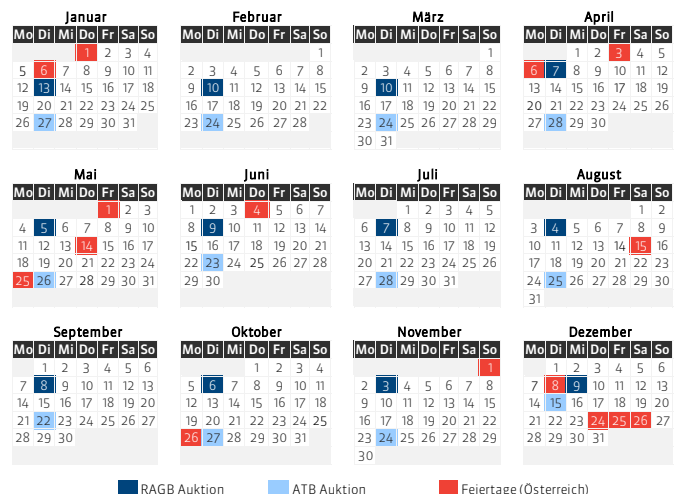 Januar
Mo Di Mi Do Fr Sa So
1 2 3 4
5 6 7 8 9 10 11
12 13 14 15 16 17 18
19 20 21 22 23 24 25
26 27 28 29 30 31
Februar
Mo Di Mi Do Fr Sa So
1
2 3 4 5 6 7 8
9 10 11 12 13 14 15
16 17 18 19 20 21 22
23 24 25 26 27 28
März
Mo Di Mi Do Fr Sa So
1
2 3 4 5 6 7 8
9 10 11 12 13 14 15
16 17 18 19 20 21 22
23 24 25 26 27 28 29
30 31
April
Mo Di Mi Do Fr Sa So
1 2 3 4 5
6 7 8 9 10 11 12
13 14 15 16 17 18 19
20 21 22 23 24 25 26
27 28 29 30
Mai
Mo Di Mi Do Fr Sa So
1 2 3
4 5 6 7 8 9 10
11 12 13 14 15 16 17
18 19 20 21 22 23 24
25 26 27 28 29 30 31
Juni
Mo Di Mi Do Fr Sa So
1 2 3 4 5 6 7
8 9 10 11 12 13 14
15 16 17 18 19 20 21
22 23 24 25 26 27 28
29 30
Juli
Mo Di Mi Do Fr Sa So
1 2 3 4 5
6 7 8 9 10 11 12
13 14 15 16 17 18 19
20 21 22 23 24 25 26
27 28 29 30 31
August
Mo Di Mi Do Fr Sa So
1 2
3 4 5 6 7 8 9
10 11 12 13 14 15 16
17 18 19 20 21 22 23
24 25 26 27 28 29 30
31
September
Mo Di Mi Do Fr Sa So
1 2 3 4 5 6
7 8 9 10 11 12 13
14 15 16 17 18 19 20
21 22 23 24 25 26 27
28 29 30
Oktober
Mo Di Mi Do Fr Sa So
1 2 3 4
5 6 7 8 9 10 11
12 13 14 15 16 17 18
19 20 21 22 23 24 25
26 27 28 29 30 31
November
Mo Di Mi Do Fr Sa So
1
2 3 4 5 6 7 8
9 10 11 12 13 14 15
16 17 18 19 20 21 22
23 24 25 26 27 28 29
30
Dezember
Mo Di Mi Do Fr Sa So
1 2 3 4 5 6
7 8 9 10 11 12 13
14 15 16 17 18 19 20
21 22 23 24 25 26 27
28 29 30 31
RAGB Auktion ATB Auktion Feiertage (Österreich)